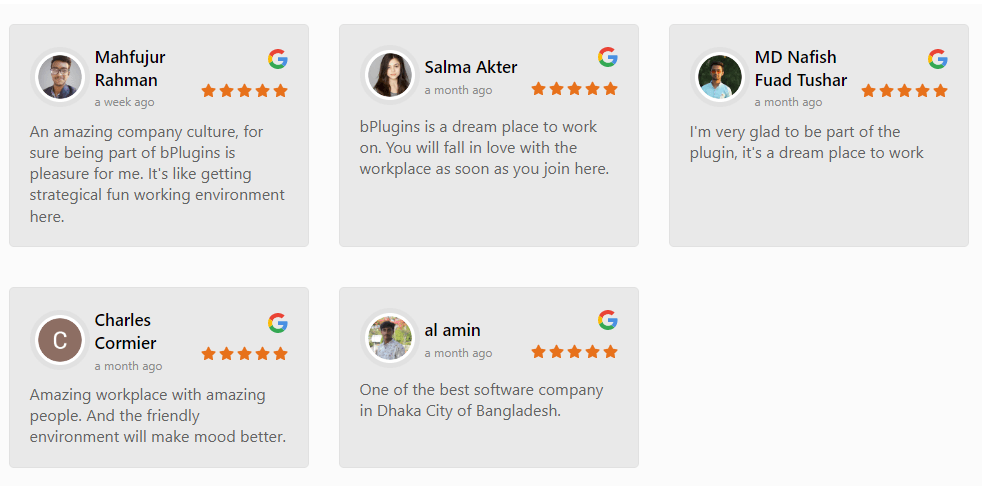 Mahfujur
Rahman
a week ago
An amazing company culture, for
sure being part of bPlugins is
pleasure for me. It's like getting
strategical fun working environment
here.
Salma Akter
a month ago
bPlugins is a dream place to work
on. You will fall in love with the
workplace as soon as you join here.
MD Nafish
Fuad Tushar
a month ago
I'm very glad to be part of the
plugin, it's a dream place to work
C
Charles
Cormier
a month ago
Amazing workplace with amazing
people. And the friendly
environment will make mood better.
al amin
a month ago
One of the best software company
in Dhaka City of Bangladesh.